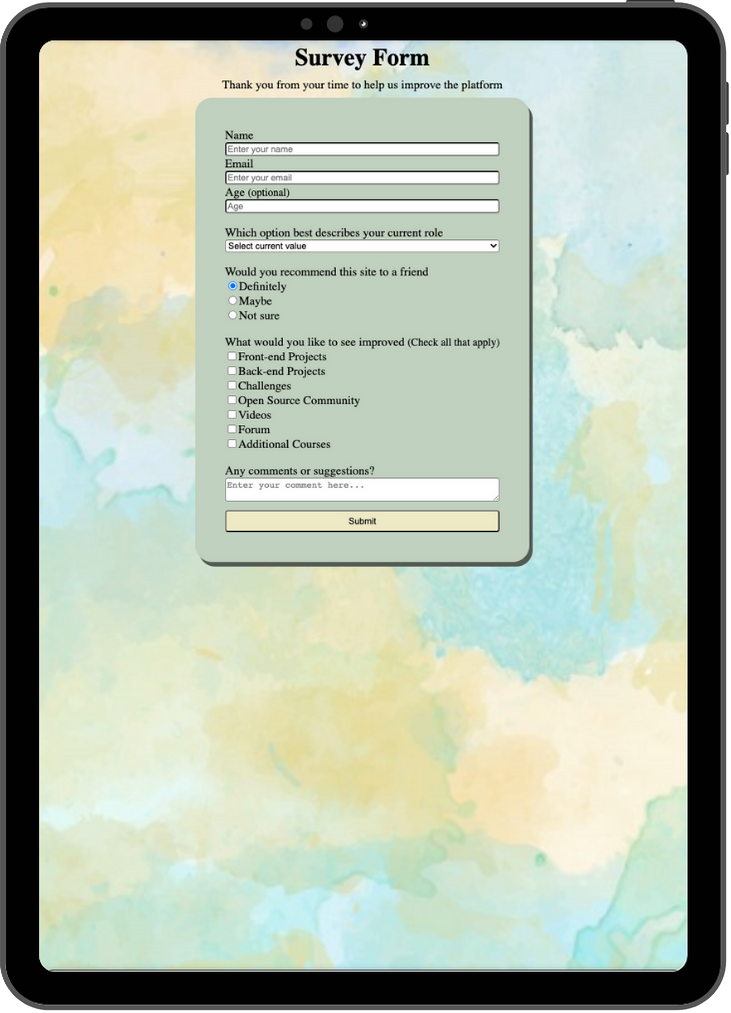 Survey Form
Thank you from your time to help us improve the platform
Name
Enter your name
Email
Enter your email
Age (optional)
Age
Which option best describes your current role
Select current value
Would you recommend this site to a friend
Definitely
Maybe
Not sure
What would you like to see improved (Check all that apply)
Front-end Projects
Back-end Projects
Challenges
Open Source Community
Videos
Forum
Additional Courses
Any comments or suggestions?
Enter your comment here...
Submit